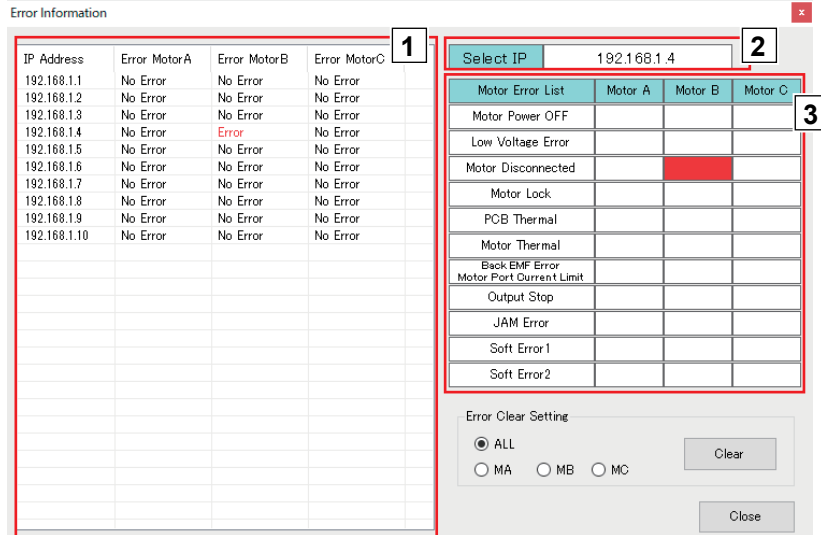 Error Information
x
1
IP Address Error MotorA Error MotorB Error MotorC
192.168.1.1 No Error No Error No Error
192.168.1.2 No Error No Error No Error
192.168.1.3 No Error No Error No Error
192.168.1.4 No Error Error No Error
192.168.1.5 No Error No Error No Error
192.168.1.6 No Error No Error No Error
192.168.1.7 No Error No Error No Error
192.168.1.8 No Error No Error No Error
192.168.1.9 No Error No Error No Error
192.168.1.10 No Error No Error No Error
2
Select IP 192.168.1.4
3
Motor Error List Motor A Motor B Motor C
Motor Power OFF
Low Voltage Error
Motor Disconnected
Motor Lock
PCB Thermal
Motor Thermal
Back EMF Error
Motor Port Current Limit
Output Stop
JAM Error
Soft Error1
Soft Error2
Error Clear Setting
ALL
MA MB MC
Clear
Close